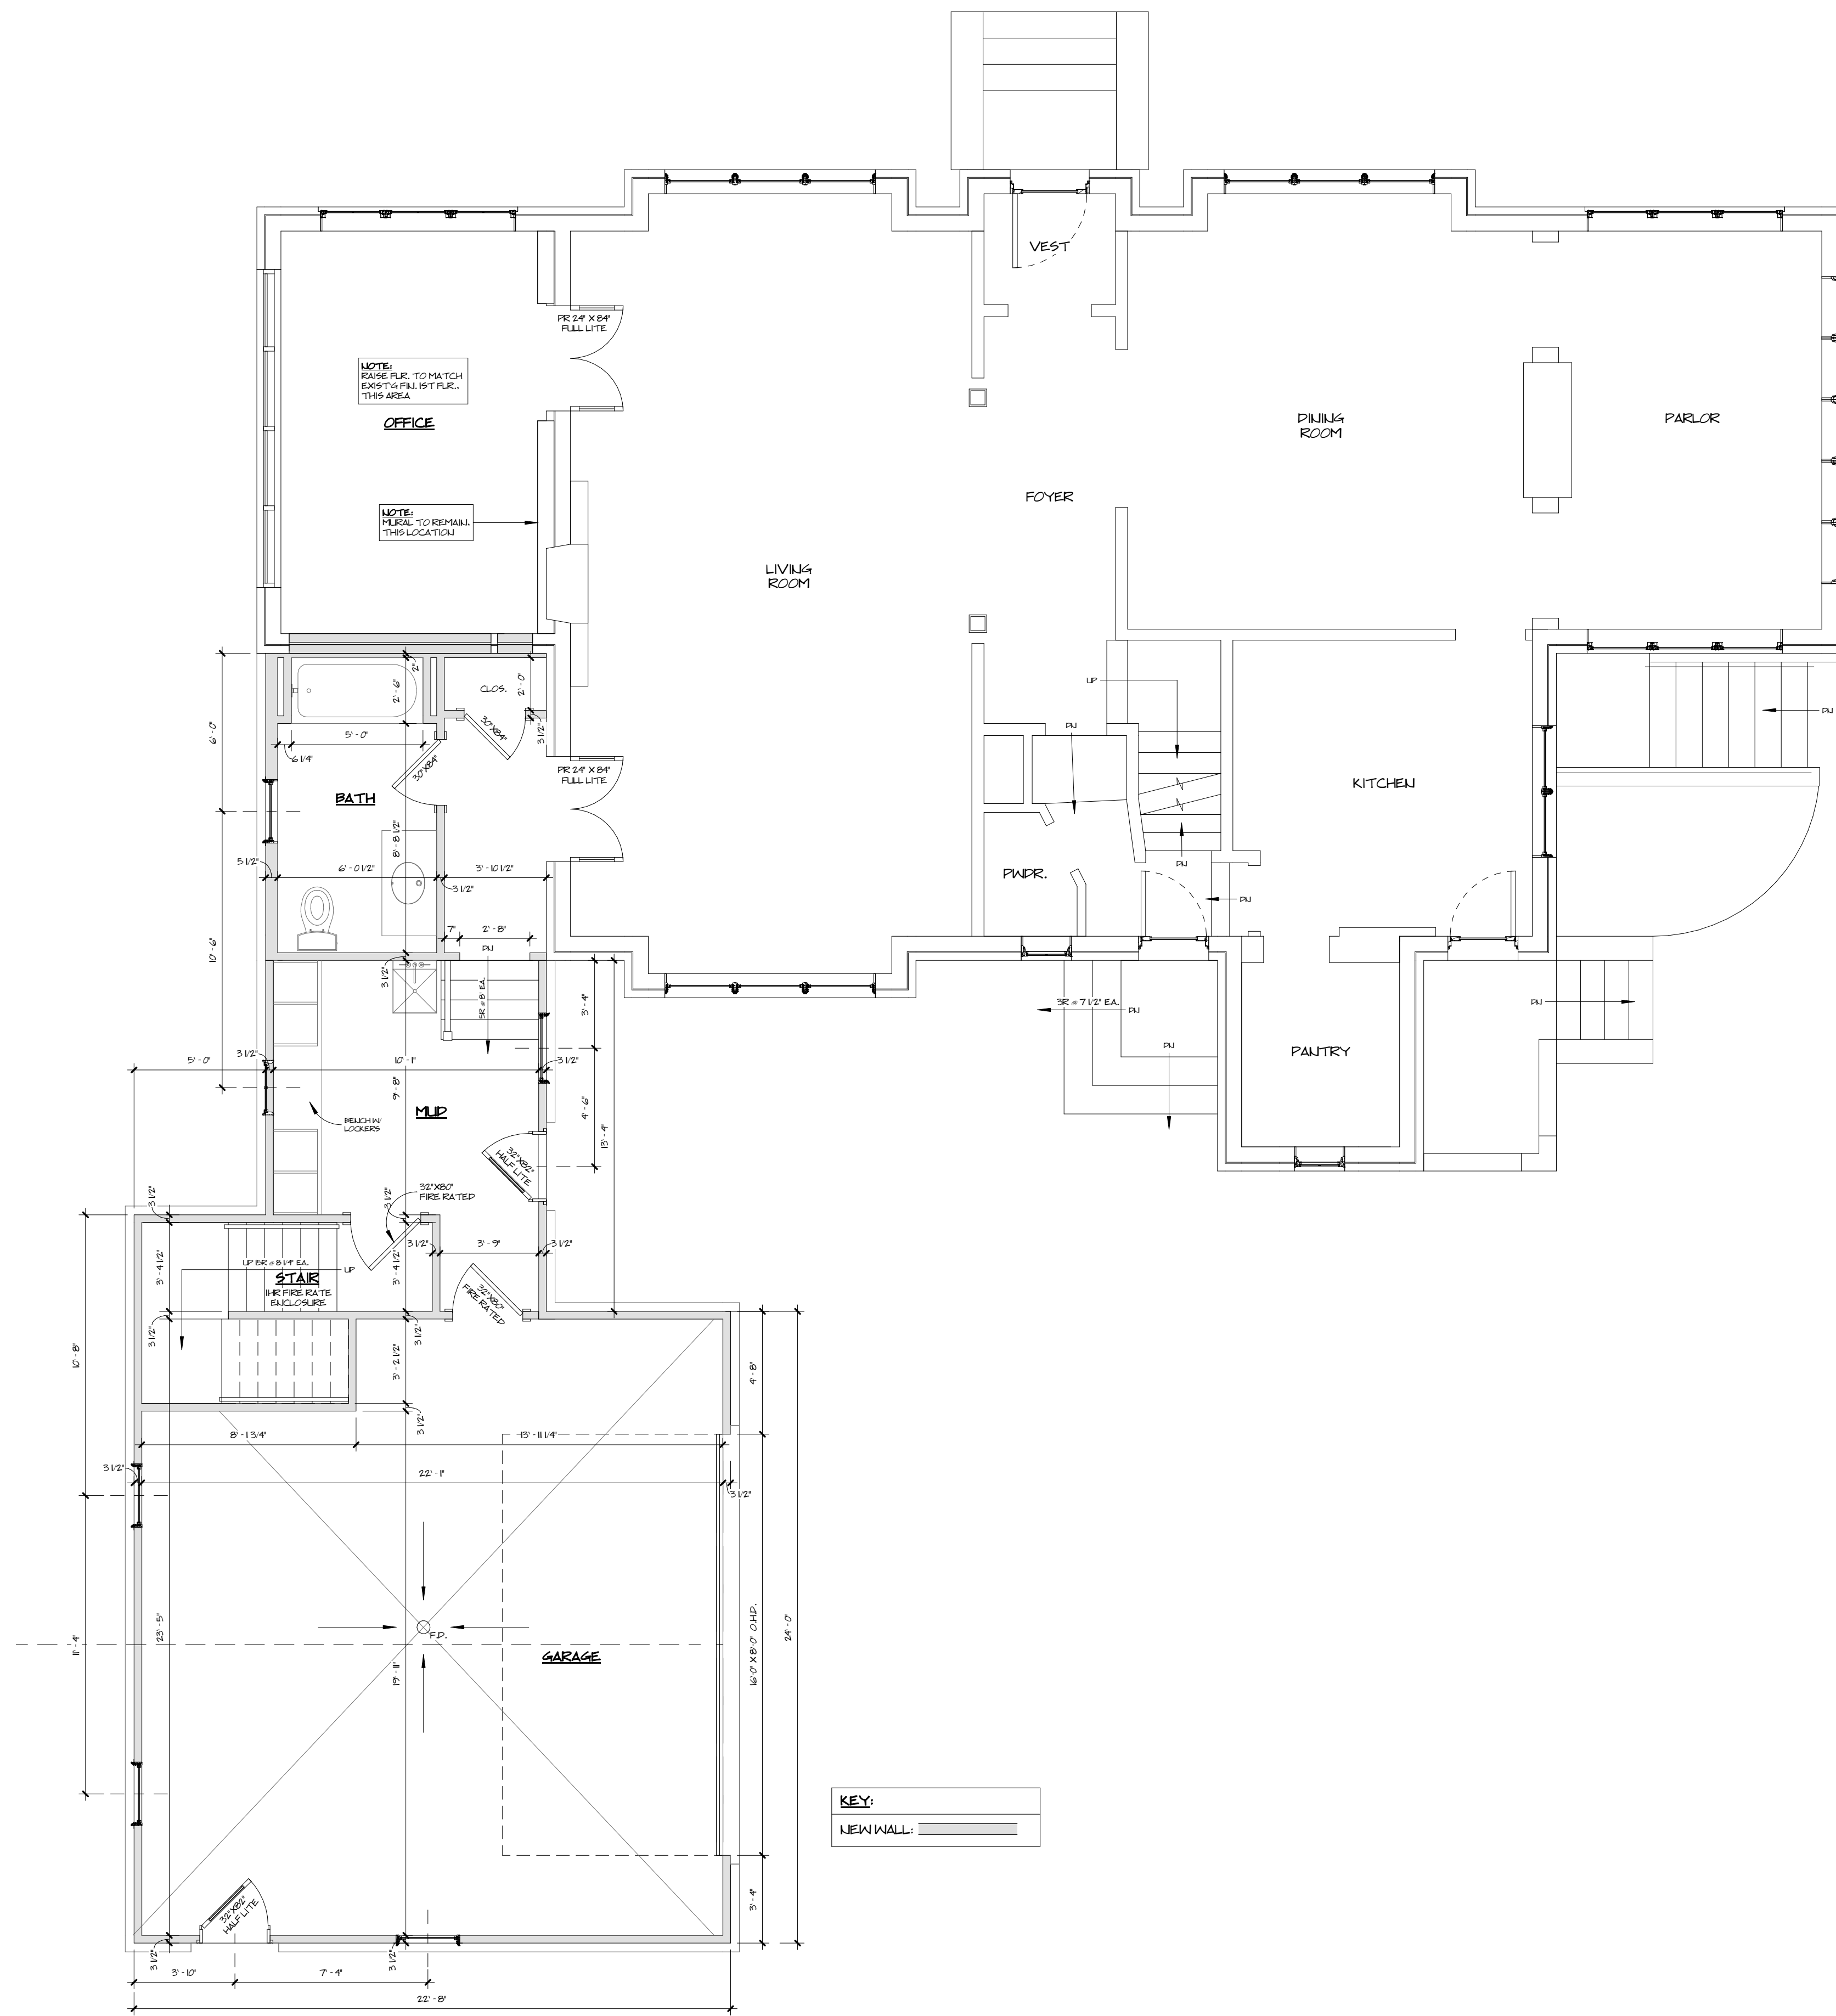 VEST
PR 24" X 84"
FULL LITE
NOTE:
RAISE FLR. TO MATCH
EXIST'G FIN. 1ST FLR.,
THIS AREA
OFFICE
DINING
ROOM
PARLOR
FOYER
NOTE:
MURAL TO REMAIN,
THIS LOCATION
LIVING
ROOM
2"
2'-6"
CLOS.
2'-0"
UP
DN
DN
6'-0"
30"X84"
3 1/2"
5'-0"
6 1/4"
30"X84"
PR 24" X 84"
FULL LITE
KITCHEN
BATH
8'-8 1/2"
5 1/2"
6'-0 1/2"
3'-10 1/2"
3 1/2"
PWDR.
DN
DN
7"
2'-8"
DN
10'-6"
3 1/2"
5R @ 8" EA.
3'-4"
3R @ 7 1/2" EA.
DN
DN
DN
PANTRY
5'-0"
3 1/2"
10'-1"
3 1/2"
9'-8"
MUD
4'-6"
BENCH W/
LOCKERS
13'-4"
32"X82"
HALF LITE
32"X80"
FIRE RATED
3 1/2"
3 1/2"
3 1/2"
3'-9"
3 1/2"
UP 15R @ 8 1/4" EA.
UP
3'-4 1/2"
3'-4 1/2"
STAIR
1HR FIRE RATE
ENCLOSURE
32"X80"
FIRE RATED
3 1/2"
3 1/2"
10'-8"
3'-2 1/2"
4'-8"
3 1/2"
8'-1 3/4"
13'-11 1/4"
3 1/2"
22'-1"
3 1/2"
F.D.
23'-5"
11'-4"
19'-11"
GARAGE
16'-0" X 8'-0" O.H.D.
24'-0"
KEY:
NEW WALL:
3'-4"
32"X82"
HALF LITE
3 1/2"
3 1/2"
3'-10"
7'-4"
22'-8"